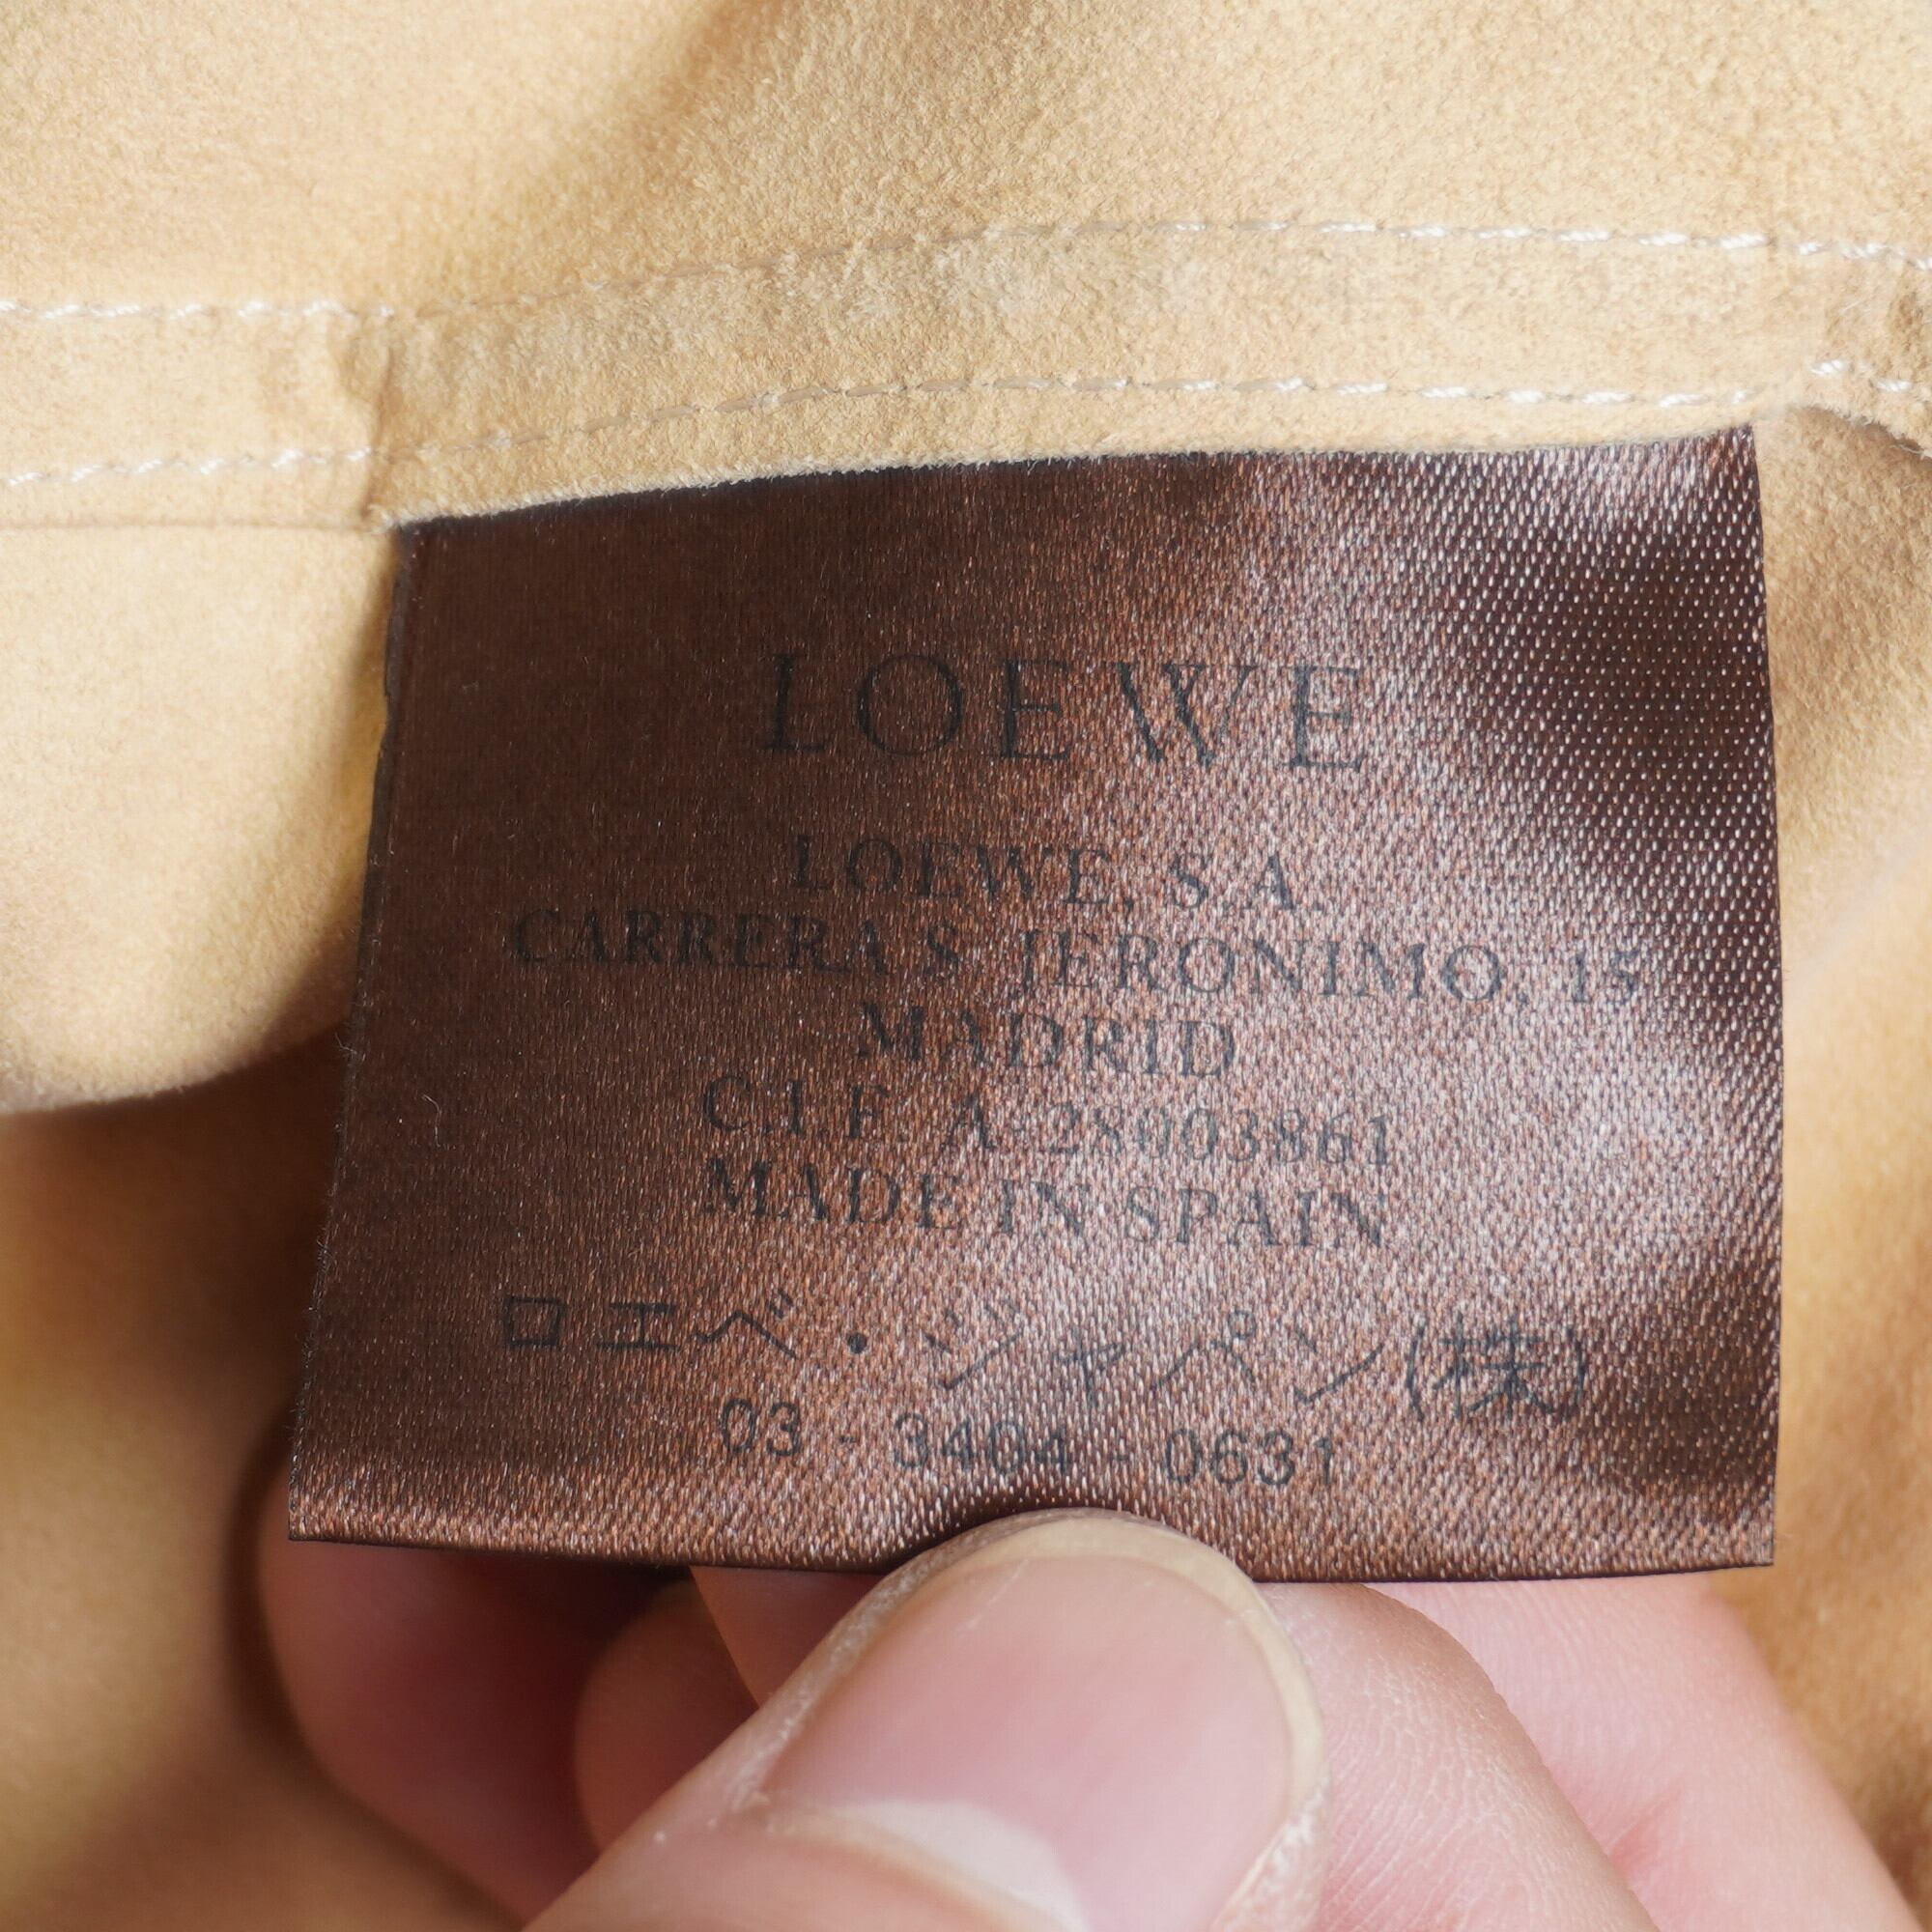 LOEWE
LOEWE, S.A.
CARRERA S. JERONIMO, 15
MADRID
C.I.F. A-28003861
MADE IN SPAIN
ロエベ・ジャパン(株)
03-3404-0631